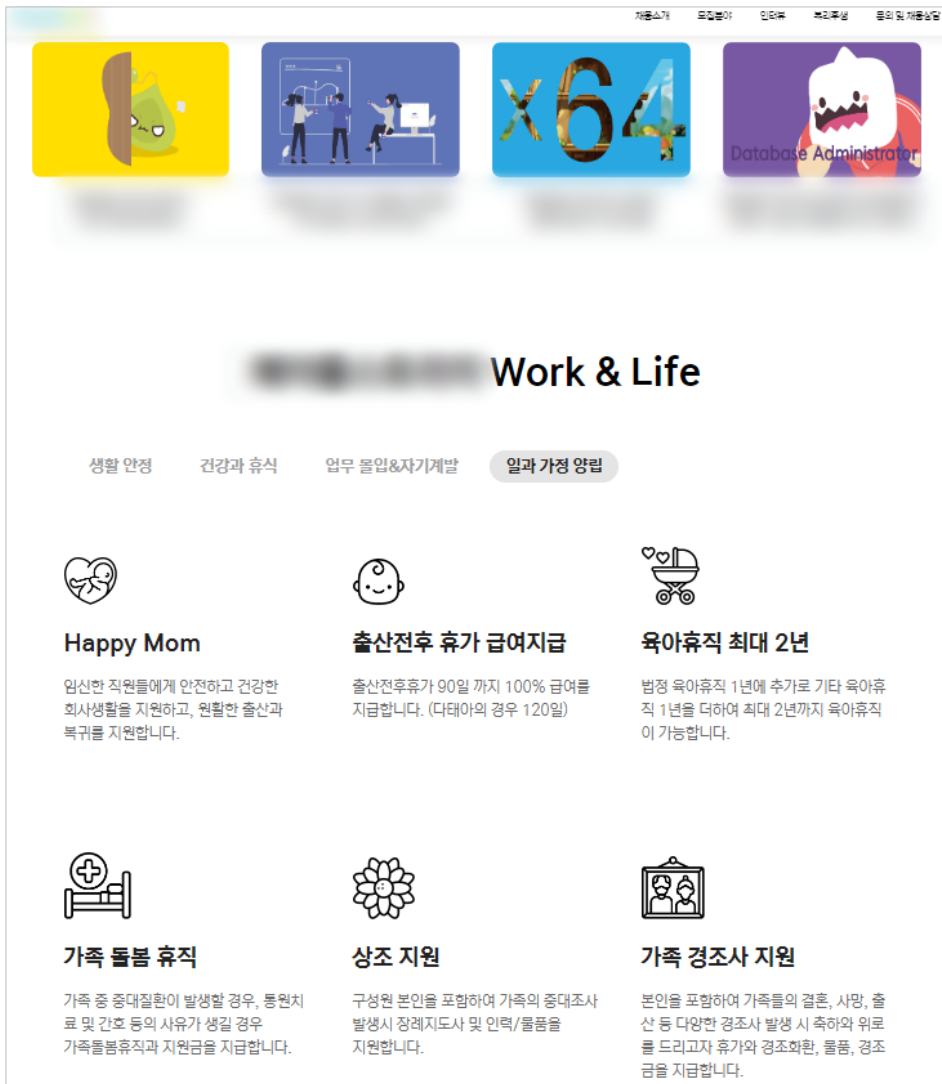 채용소개 모집분야 인터뷰 복리후생 문의 및 채용상담
x64
Database Administrator
Work & Life
생활 안정 건강과 휴식 업무 몰입&자기계발 일과 가정 양립
Happy Mom 출산전후 휴가 급여지급 육아휴직 최대 2년
임신한 직원들에게 안전하고 건강한
회사생활을 지원하고, 원활한 출산과
복귀를 지원합니다.
출산전후휴가 90일 까지 100% 급여를
지급합니다. (다태아의 경우 120일)
법정 육아휴직 1년에 추가로 기타 육아휴
직 1년을 더하여 최대 2년까지 육아휴직
이 가능합니다.
가족 돌봄 휴직 상조 지원 가족 경조사 지원
가족 중 중대질환이 발생할 경우, 통원치
료 및 간호 등의 사유가 생길 경우
가족돌봄휴직과 지원금을 지급합니다.
구성원 본인을 포함하여 가족의 중대조사
발생시 장례지도사 및 인력/물품을
지원합니다.
본인을 포함하여 가족들의 결혼, 사망, 출
산 등 다양한 경조사 발생 시 축하와 위로
를 드리고자 휴가와 경조화환, 물품, 경조
금을 지급합니다.